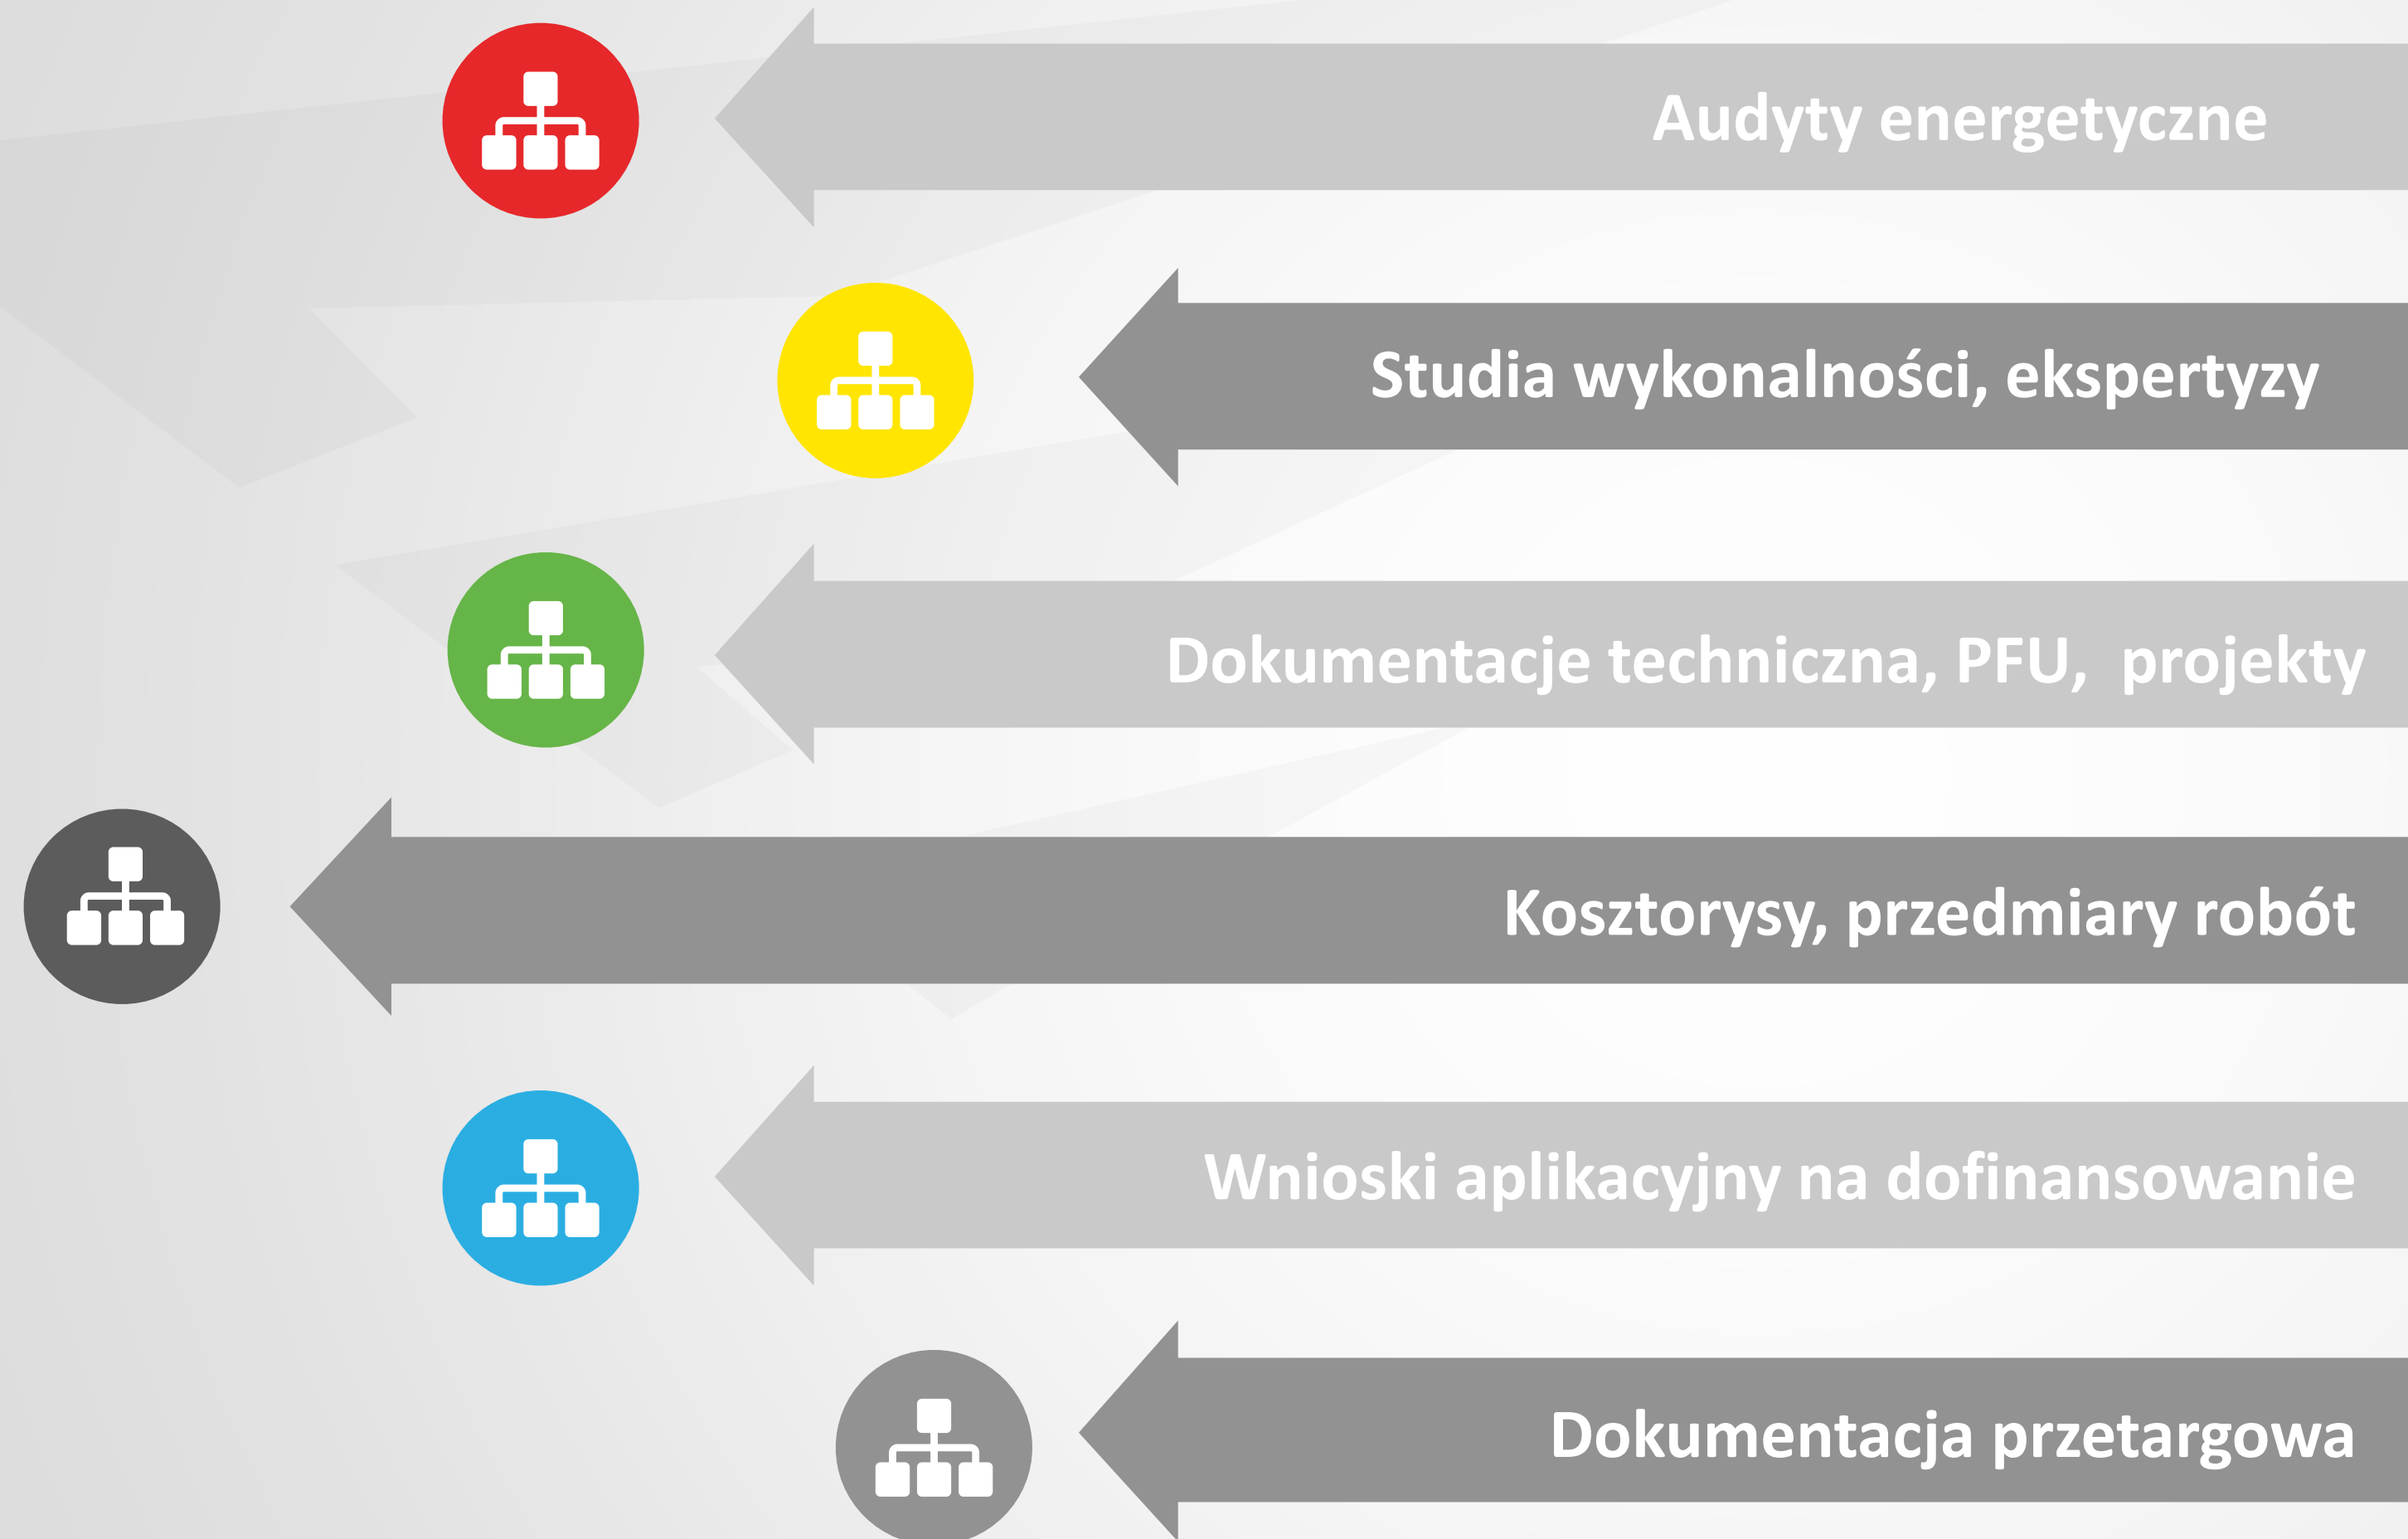 Audyty energetyczne
Studia wykonalności, ekspertyzy
Dokumentacje techniczna, PFU, projekty
Kosztorysy, przedmiary robót
Wnioski aplikacyjny na dofinansowanie
Dokumentacja przetargowa